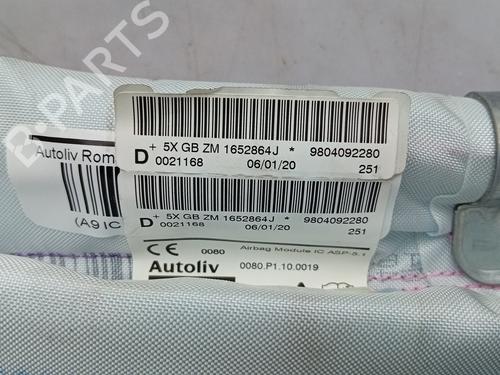 B-PARTS
+ 5X GB ZM 1652864J * 9804092280
D 0021168 06/01/20 251
+ 5X GB ZM 1652864J * 9804092280
D 0021168 06/01/20 251
Autoliv Rom
(A9 IC
CE 0080 Airbag Module IC ASP-5.1
Autoliv 0080.P1.10.0019